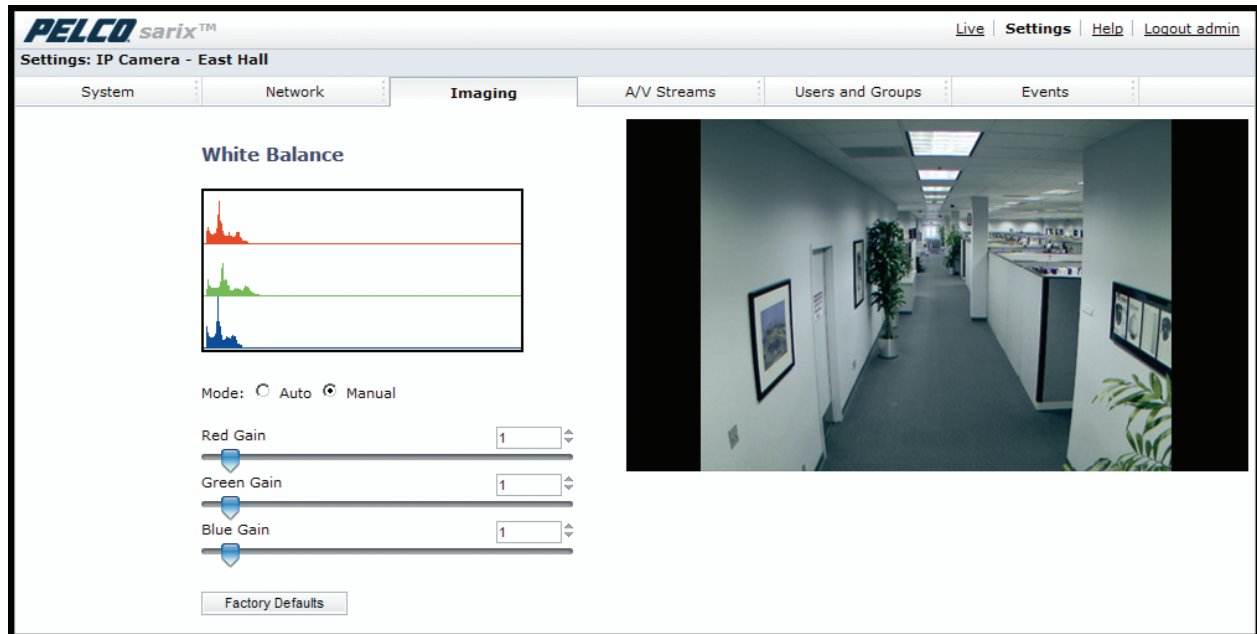 PELCO sarix™
Live | Settings | Help | Logout admin
Settings: IP Camera - East Hall
System
Network
Imaging
A/V Streams
Users and Groups
Events
White Balance
Mode: Auto Manual
Red Gain 1
Green Gain 1
Blue Gain 1
Factory Defaults